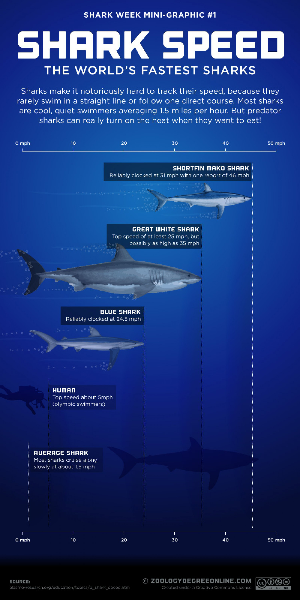 SHARK WEEK MINI-GRAPHIC #1
SHARK SPEED
THE WORLD'S FASTEST SHARKS
Sharks make it notoriously hard to track their speed, because they
rarely swim in a straight line or follow one direct course. Most sharks
are cool, quiet swimmers averaging 1.5 miles per hour. But predator
sharks can really turn on the heat when they want to eat!
0 mph 10 20 30 40 50 mph
SHORTFIN MAKO SHARK
Reliably clocked at 31 mph with one report of 46 mph
GREAT WHITE SHARK
Top speed of at least 25 mph, but
possibly as high as 35 mph
BLUE SHARK
Reliably clocked at 24.5 mph
HUMAN
Top speed about 5mph
(olympic swimmers)
AVERAGE SHARK
Most sharks cruise along
slowly at about 1.5 mph
0 mph 10 20 30 40 50 mph
SOURCE:
© ZOOLOGYDEGREEONLINE.COM